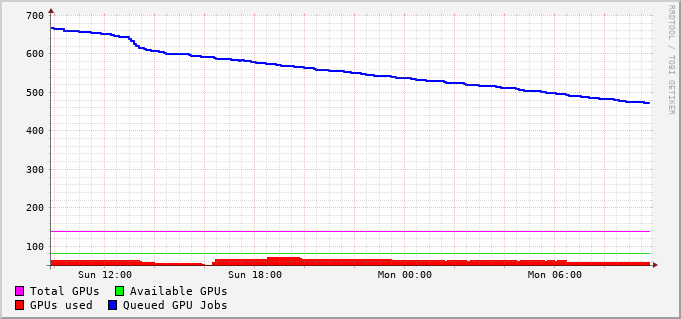 700
600
500
400
300
200
100
Sun 12:00 Sun 18:00 Mon 00:00 Mon 06:00
Total GPUs Available GPUs
GPUs used Queued GPU Jobs
RRDTOOL / TOBI OETIKER